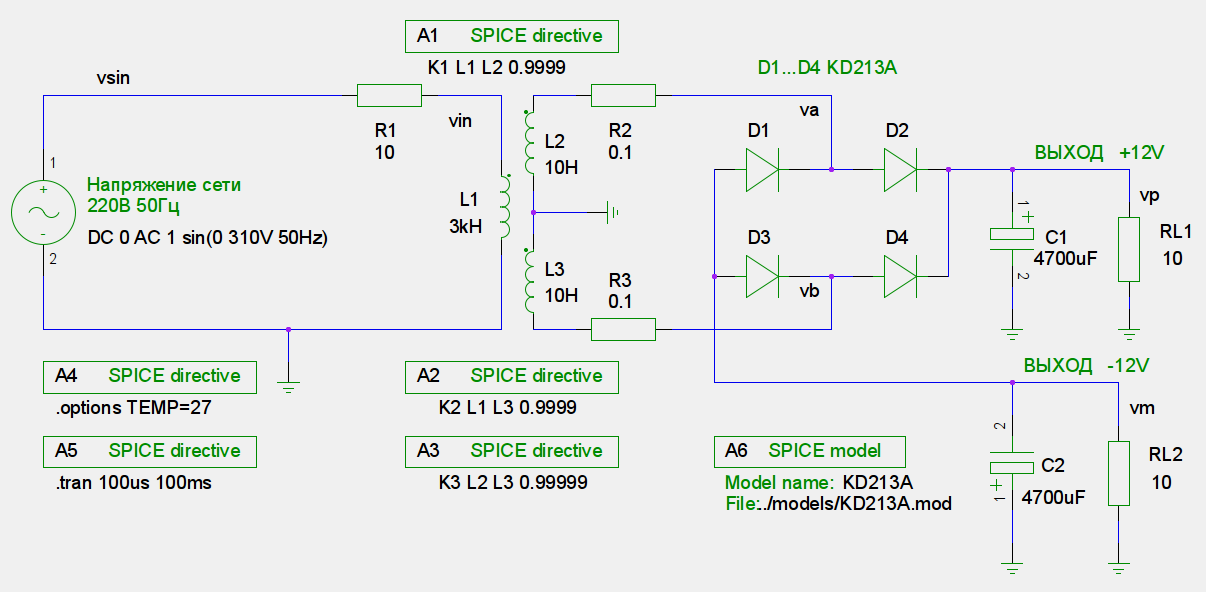 A1 SPICE directive
K1 L1 L2 0.9999
vsin
D1...D4 KD213A
R1
10
vin
L2
10H
R2
0.1
va
D1
D2
ВЫХОД +12V
1
+
-
2
Напряжение сети
220В 50Гц
DC 0 AC 1 sin(0 310V 50Hz)
L1
3kH
L3
10H
R3
0.1
D3
D4
vb
1
+
C1
4700uF
2
vp
RL1
10
ВЫХОД -12V
A4 SPICE directive
.options TEMP=27
A2 SPICE directive
K2 L1 L3 0.9999
A5 SPICE directive
.tran 100us 100ms
A3 SPICE directive
K3 L2 L3 0.99999
A6 SPICE model
Model name: KD213A
File:../models/KD213A.mod
2
C2
4700uF
+
1
vm
RL2
10